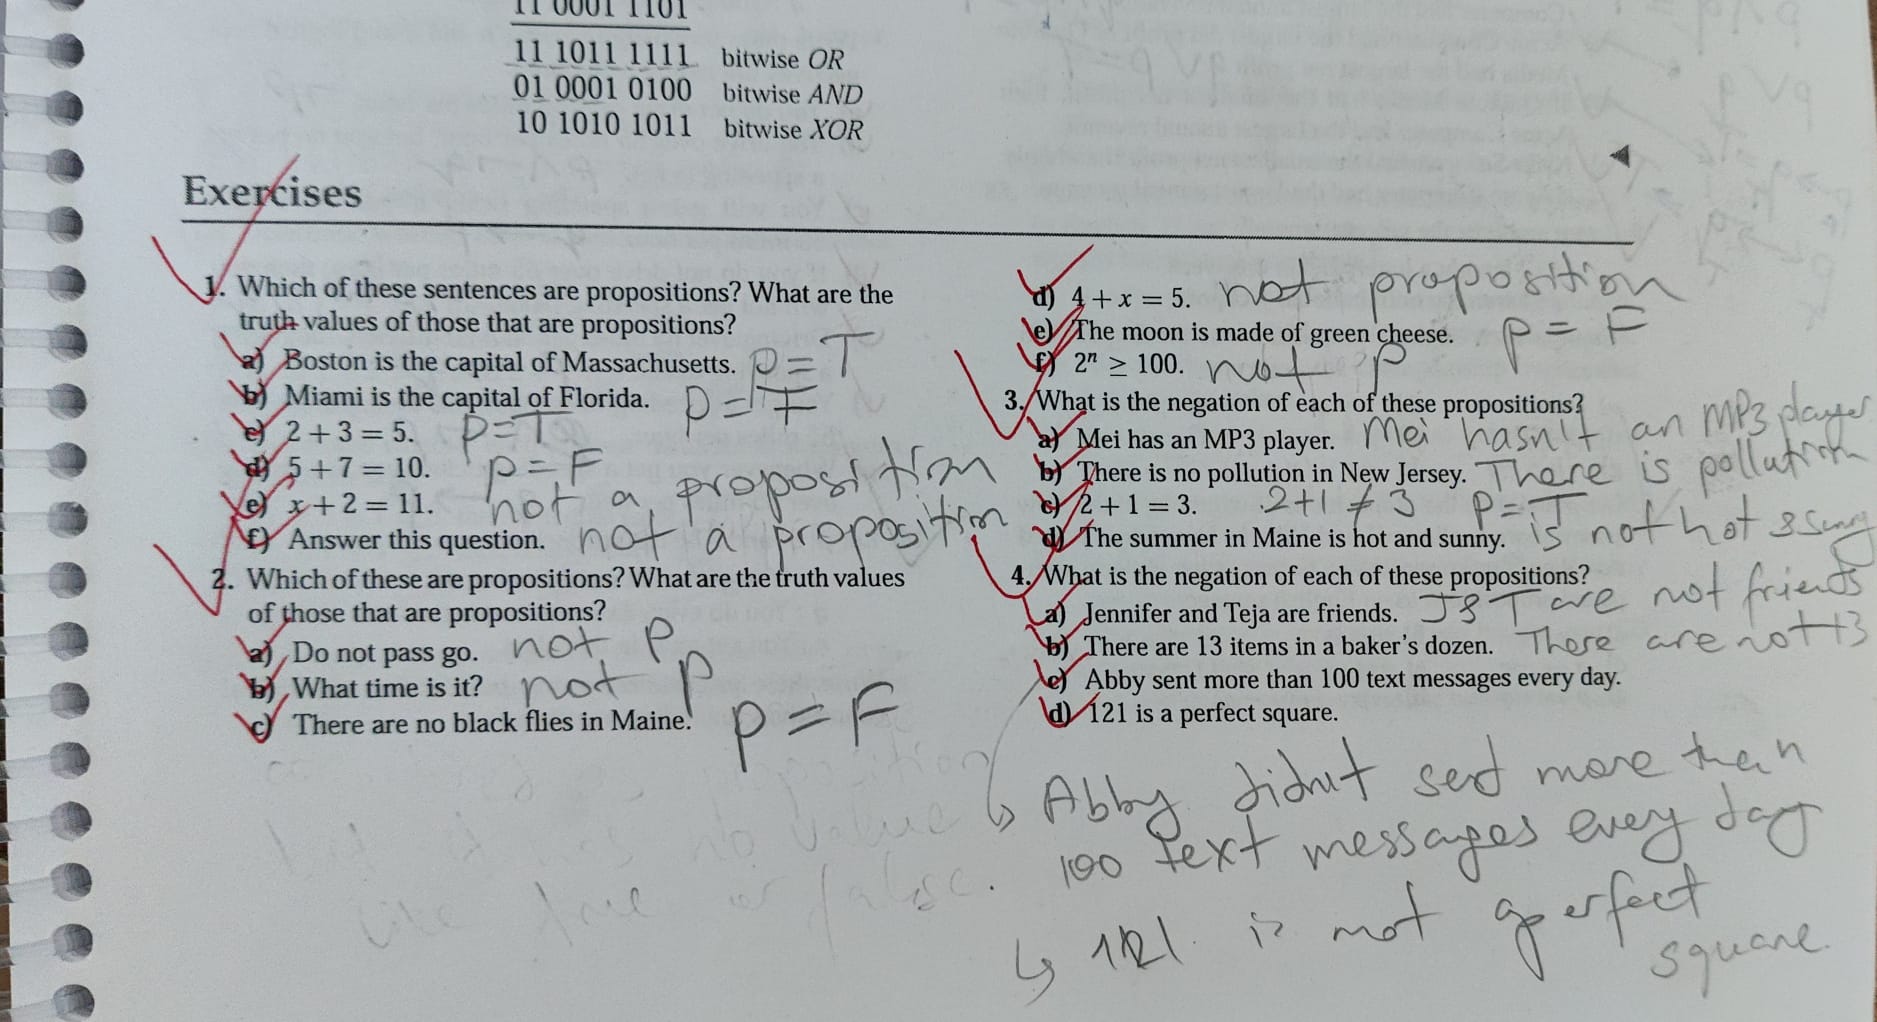 11 0001 1101
11 1011 1111 bitwise OR
01 0001 0100 bitwise AND
10 1010 1011 bitwise XOR
Exercises
1. Which of these sentences are propositions? What are the
truth values of those that are propositions?
a) Boston is the capital of Massachusetts. p = T
b) Miami is the capital of Florida. p = F
c) 2 + 3 = 5. p = T
d) 5 + 7 = 10. p = F
e) x + 2 = 11. not a proposition
f) Answer this question. not a proposition
2. Which of these are propositions? What are the truth values
of those that are propositions?
a) Do not pass go. not p
b) What time is it? not p
c) There are no black flies in Maine. p = F
d) 4 + x = 5. not proposition
e) The moon is made of green cheese. p = F
f) 2ⁿ ≥ 100. not p
3. What is the negation of each of these propositions?
a) Mei has an MP3 player. Mei hasn't an MP3 player
b) There is no pollution in New Jersey. There is pollution
c) 2 + 1 = 3. 2+1 ≠ 3 p = T
d) The summer in Maine is hot and sunny. is not hot & sunny
4. What is the negation of each of these propositions?
a) Jennifer and Teja are friends. J & T are not friends
b) There are 13 items in a baker's dozen. There are not 13
c) Abby sent more than 100 text messages every day.
d) 121 is a perfect square.
Abby didn't sent more than
100 text messages every day
121 is not a perfect
square.